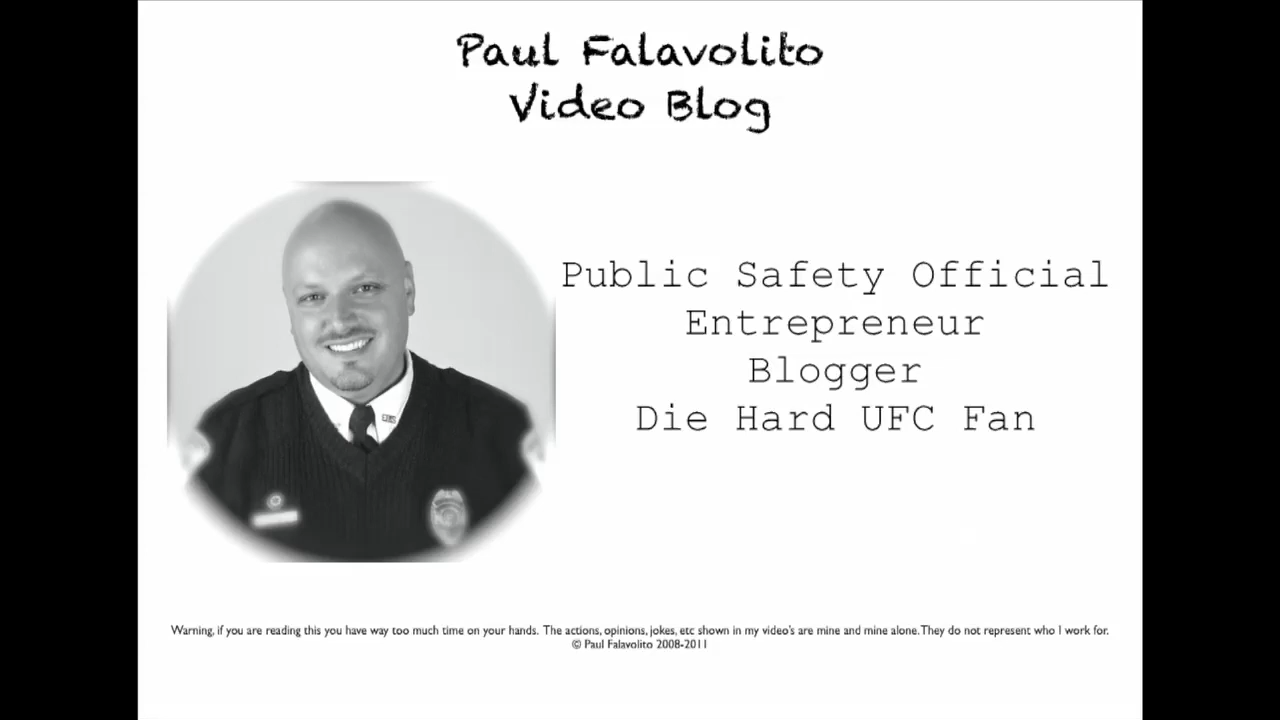 Paul Falavolito
Video Blog
Public Safety Official
Entrepreneur
Blogger
Die Hard UFC Fan
Warning, if you are reading this you have way too much time on your hands. The actions, opinions, jokes, etc shown in my video's are mine and mine alone. They do not represent who I work for.
© Paul Falavolito 2008-2011